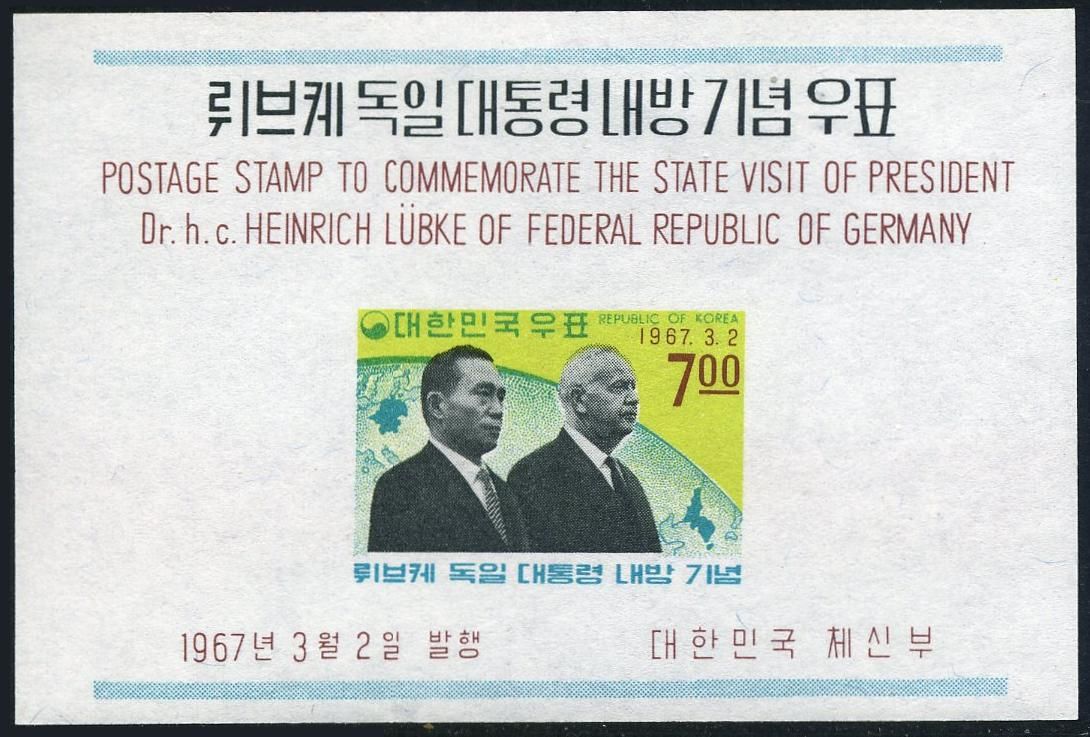 뤼브케 독일 대통령 내방 기념 우표
POSTAGE STAMP TO COMMEMORATE THE STATE VISIT OF PRESIDENT
Dr. h. c. HEINRICH LÜBKE OF FEDERAL REPUBLIC OF GERMANY
대한민국우표 REPUBLIC OF KOREA
1967. 3. 2
700
뤼브케 독일 대통령 내방 기념
1967년 3월 2일 발행 대한민국 체신부